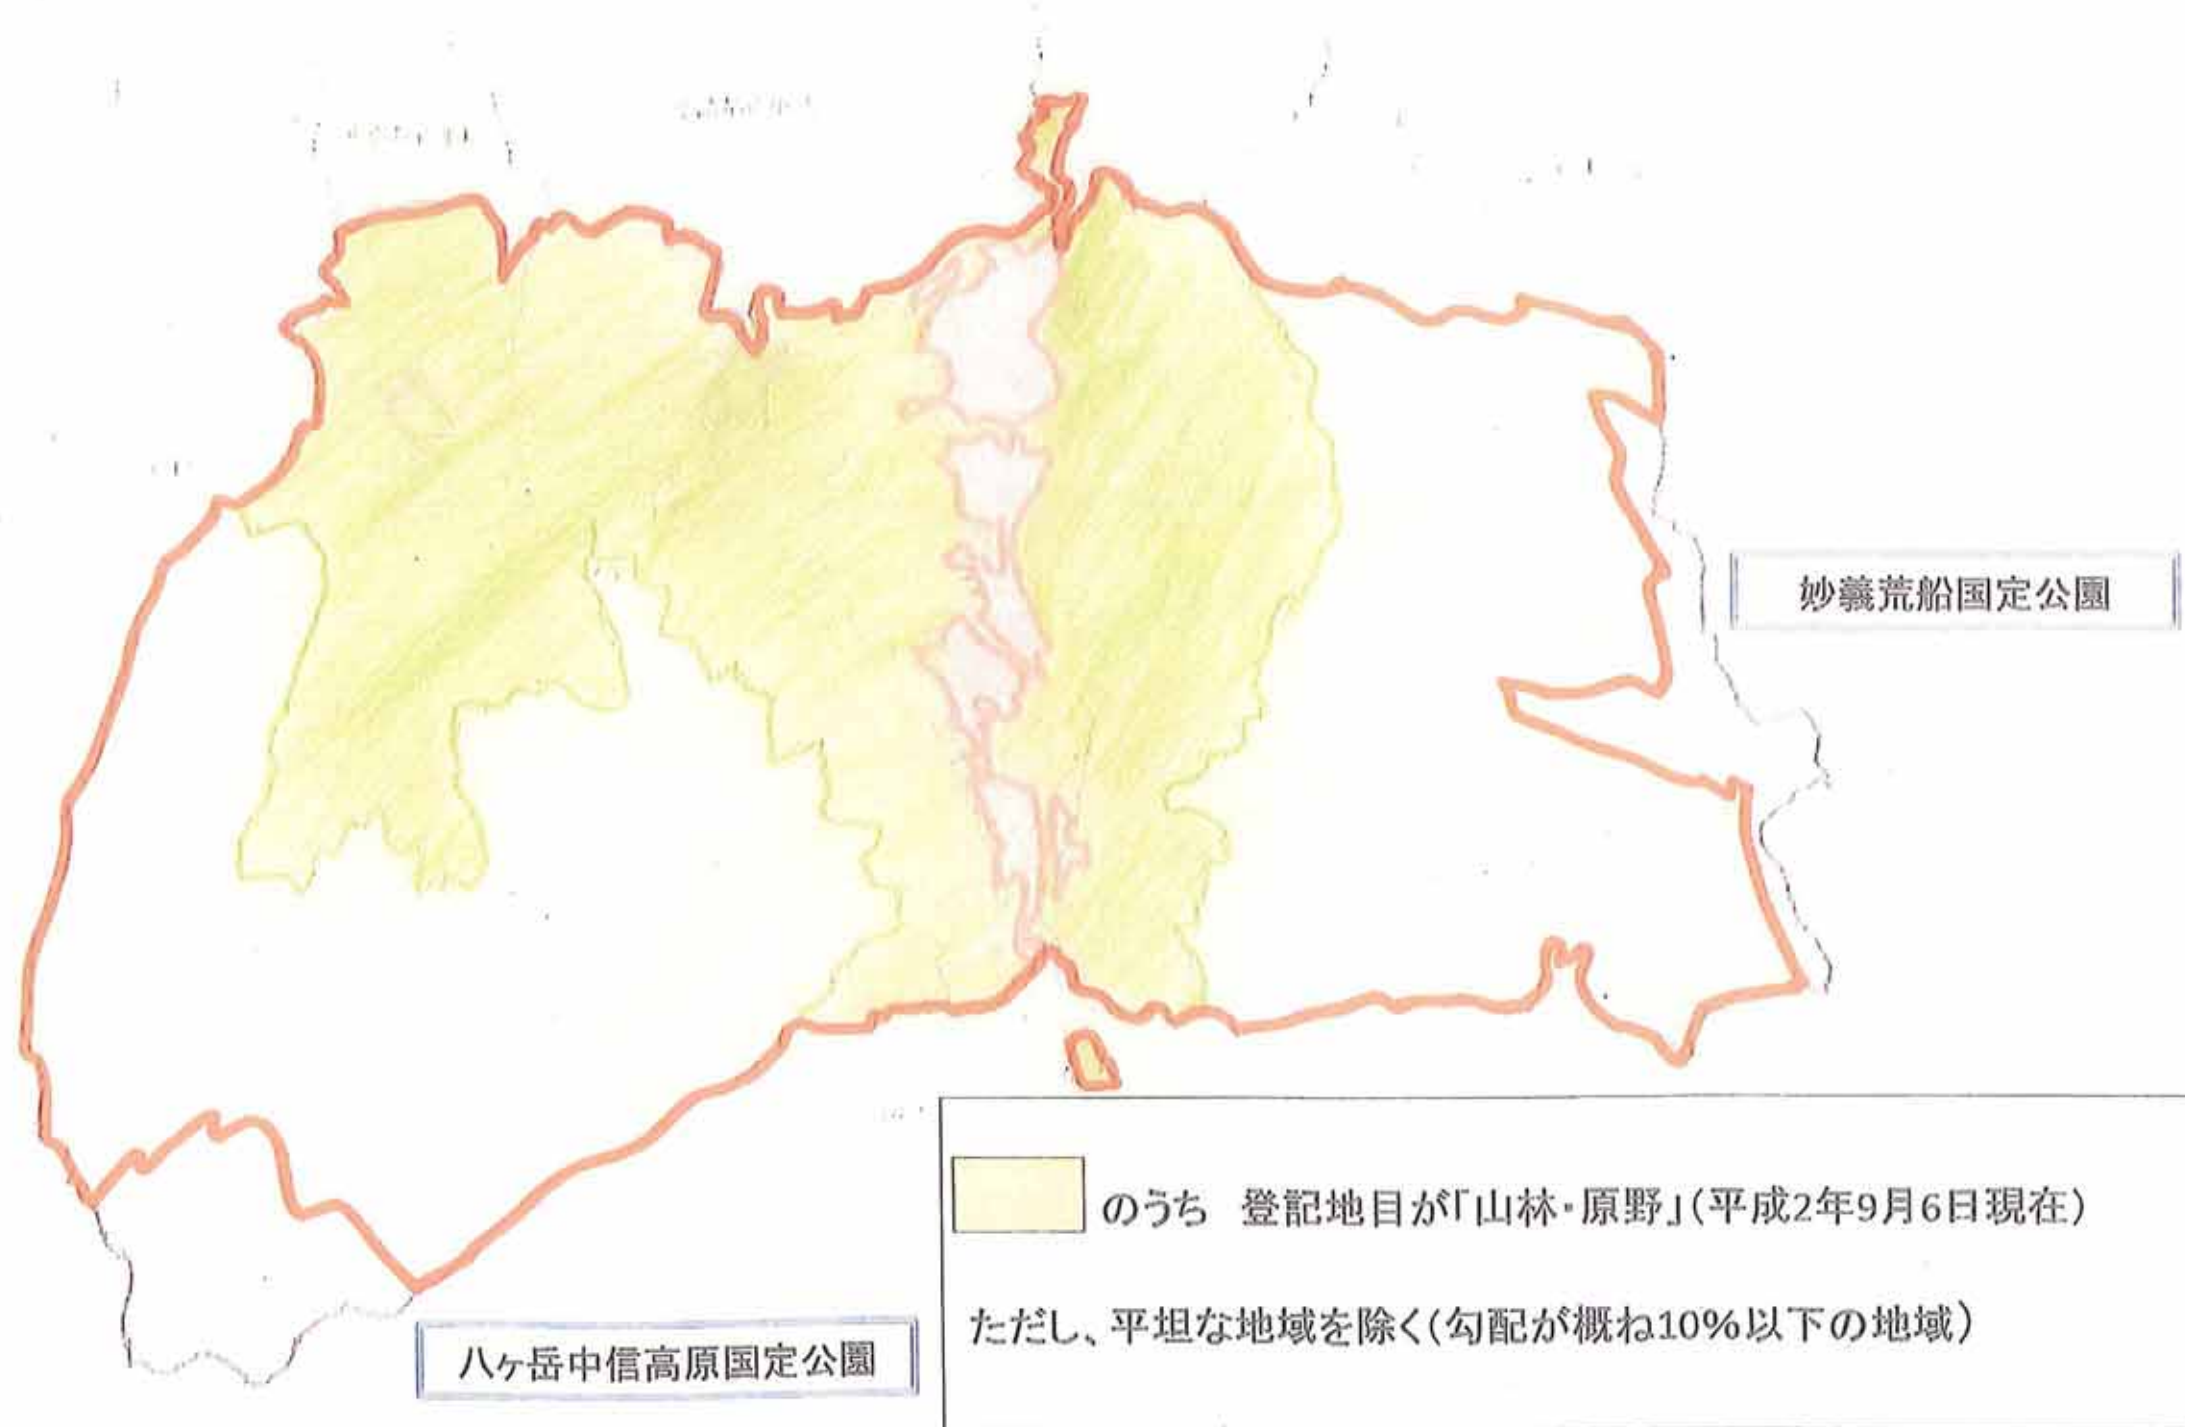 妙義荒船国定公園
のうち 登記地目が｢山林･原野｣(平成2年9月6日現在)
ただし、平坦な地域を除く(勾配が概ね10%以下の地域)
八ヶ岳中信高原国定公園